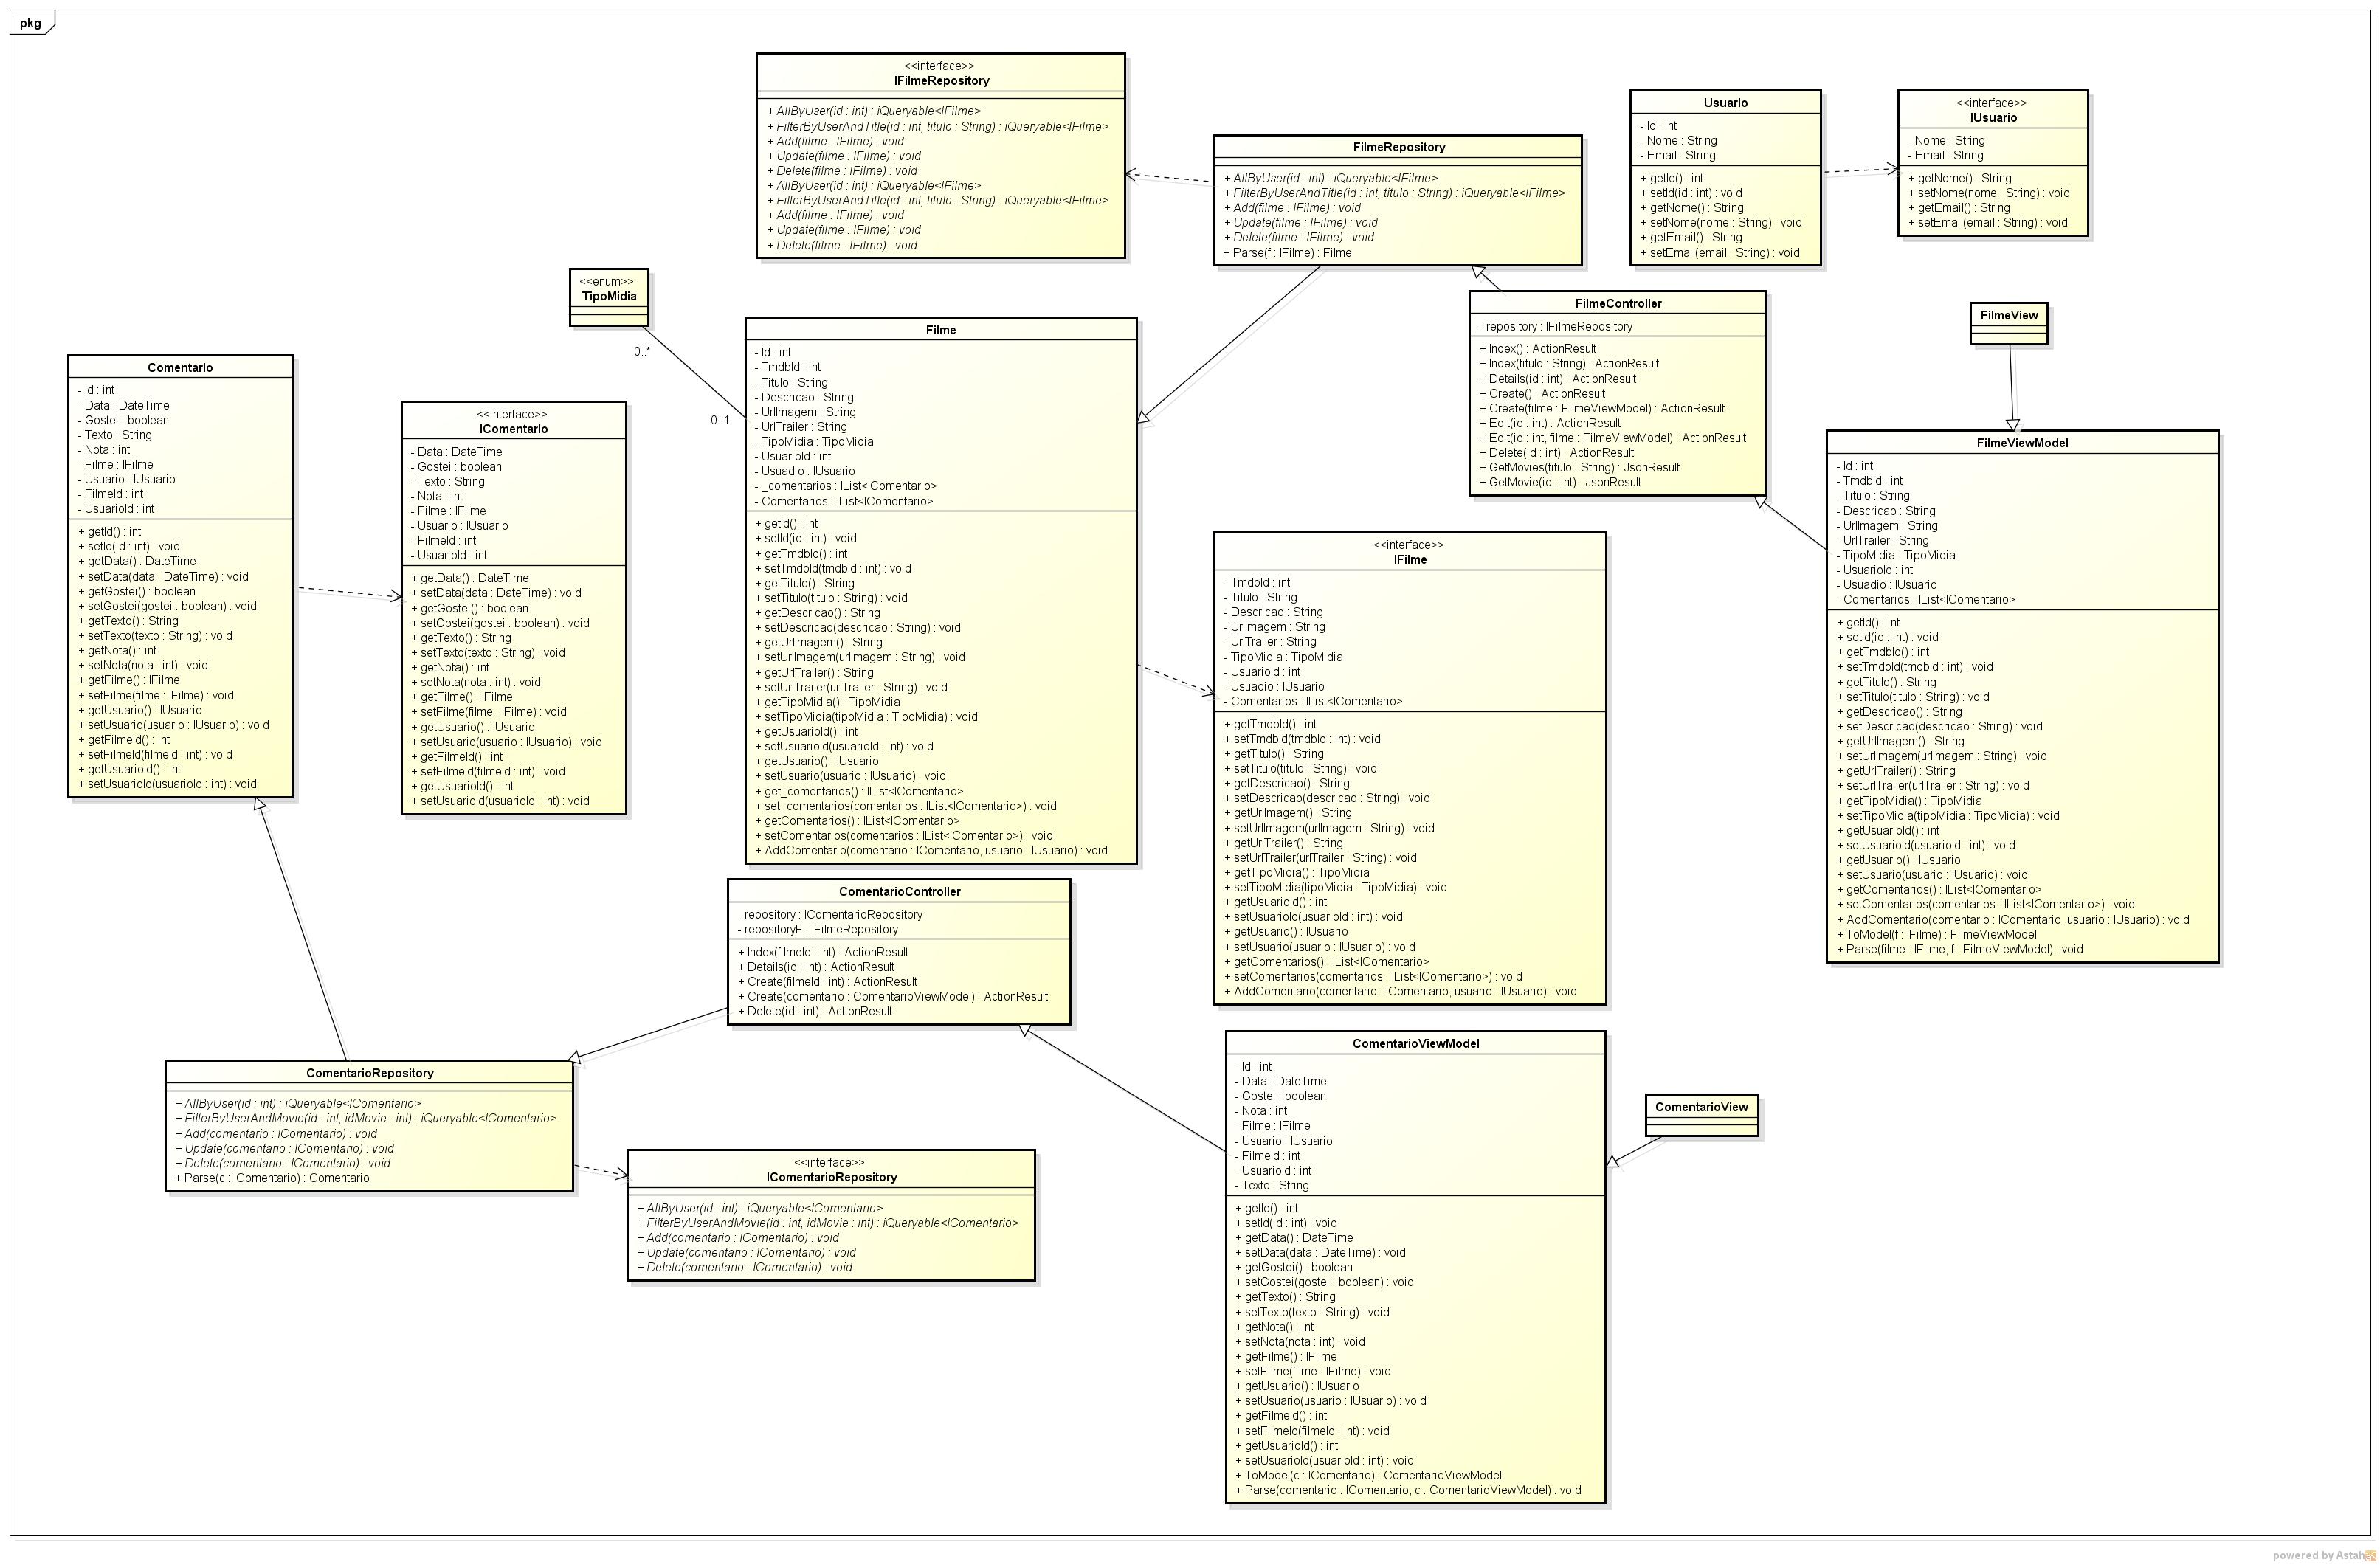 pkg
<<interface>>
IFilmeRepository
+ AllByUser(id : int) : iQueryable<IFilme>
+ FilterByUserAndTitle(id : int, titulo : String) : iQueryable<IFilme>
+ Add(filme : IFilme) : void
+ Update(filme : IFilme) : void
+ Delete(filme : IFilme) : void
+ AllByUser(id : int) : iQueryable<IFilme>
+ FilterByUserAndTitle(id : int, titulo : String) : iQueryable<IFilme>
+ Add(filme : IFilme) : void
+ Update(filme : IFilme) : void
+ Delete(filme : IFilme) : void
FilmeRepository
+ AllByUser(id : int) : iQueryable<IFilme>
+ FilterByUserAndTitle(id : int, titulo : String) : iQueryable<IFilme>
+ Add(filme : IFilme) : void
+ Update(filme : IFilme) : void
+ Delete(filme : IFilme) : void
+ Parse(f : IFilme) : Filme
Usuario
- Id : int
- Nome : String
- Email : String
+ getId() : int
+ setId(id : int) : void
+ getNome() : String
+ setNome(nome : String) : void
+ getEmail() : String
+ setEmail(email : String) : void
<<interface>>
IUsuario
- Nome : String
- Email : String
+ getNome() : String
+ setNome(nome : String) : void
+ getEmail() : String
+ setEmail(email : String) : void
<<enum>>
TipoMidia
0..*
0..1
FilmeController
- repository : IFilmeRepository
+ Index() : ActionResult
+ Index(titulo : String) : ActionResult
+ Details(id : int) : ActionResult
+ Create() : ActionResult
+ Create(filme : FilmeViewModel) : ActionResult
+ Edit(id : int) : ActionResult
+ Edit(id : int, filme : FilmeViewModel) : ActionResult
+ Delete(id : int) : ActionResult
+ GetMovies(titulo : String) : JsonResult
+ GetMovie(id : int) : JsonResult
FilmeView
Filme
- Id : int
- TmdbId : int
- Titulo : String
- Descricao : String
- UrlImagem : String
- UrlTrailer : String
- TipoMidia : TipoMidia
- UsuarioId : int
- Usuadio : IUsuario
- _comentarios : IList<IComentario>
- Comentarios : IList<IComentario>
+ getId() : int
+ setId(id : int) : void
+ getTmdbId() : int
+ setTmdbId(tmdbId : int) : void
+ getTitulo() : String
+ setTitulo(titulo : String) : void
+ getDescricao() : String
+ setDescricao(descricao : String) : void
+ getUrlImagem() : String
+ setUrlImagem(urlImagem : String) : void
+ getUrlTrailer() : String
+ setUrlTrailer(urlTrailer : String) : void
+ getTipoMidia() : TipoMidia
+ setTipoMidia(tipoMidia : TipoMidia) : void
+ getUsuarioId() : int
+ setUsuarioId(usuarioId : int) : void
+ getUsuario() : IUsuario
+ setUsuario(usuario : IUsuario) : void
+ get_comentarios() : IList<IComentario>
+ set_comentarios(comentarios : IList<IComentario>) : void
+ getComentarios() : IList<IComentario>
+ setComentarios(comentarios : IList<IComentario>) : void
+ AddComentario(comentario : IComentario, usuario : IUsuario) : void
Comentario
- Id : int
- Data : DateTime
- Gostei : boolean
- Texto : String
- Nota : int
- Filme : IFilme
- Usuario : IUsuario
- FilmeId : int
- UsuarioId : int
+ getId() : int
+ setId(id : int) : void
+ getData() : DateTime
+ setData(data : DateTime) : void
+ getGostei() : boolean
+ setGostei(gostei : boolean) : void
+ getTexto() : String
+ setTexto(texto : String) : void
+ getNota() : int
+ setNota(nota : int) : void
+ getFilme() : IFilme
+ setFilme(filme : IFilme) : void
+ getUsuario() : IUsuario
+ setUsuario(usuario : IUsuario) : void
+ getFilmeId() : int
+ setFilmeId(filmeId : int) : void
+ getUsuarioId() : int
+ setUsuarioId(usuarioId : int) : void
<<interface>>
IComentario
- Data : DateTime
- Gostei : boolean
- Texto : String
- Nota : int
- Filme : IFilme
- Usuario : IUsuario
- FilmeId : int
- UsuarioId : int
+ getData() : DateTime
+ setData(data : DateTime) : void
+ getGostei() : boolean
+ setGostei(gostei : boolean) : void
+ getTexto() : String
+ setTexto(texto : String) : void
+ getNota() : int
+ setNota(nota : int) : void
+ getFilme() : IFilme
+ setFilme(filme : IFilme) : void
+ getUsuario() : IUsuario
+ setUsuario(usuario : IUsuario) : void
+ getFilmeId() : int
+ setFilmeId(filmeId : int) : void
+ getUsuarioId() : int
+ setUsuarioId(usuarioId : int) : void
FilmeViewModel
- Id : int
- TmdbId : int
- Titulo : String
- Descricao : String
- UrlImagem : String
- UrlTrailer : String
- TipoMidia : TipoMidia
- UsuarioId : int
- Usuadio : IUsuario
- Comentarios : IList<IComentario>
+ getId() : int
+ setId(id : int) : void
+ getTmdbId() : int
+ setTmdbId(tmdbId : int) : void
+ getTitulo() : String
+ setTitulo(titulo : String) : void
+ getDescricao() : String
+ setDescricao(descricao : String) : void
+ getUrlImagem() : String
+ setUrlImagem(urlImagem : String) : void
+ getUrlTrailer() : String
+ setUrlTrailer(urlTrailer : String) : void
+ getTipoMidia() : TipoMidia
+ setTipoMidia(tipoMidia : TipoMidia) : void
+ getUsuarioId() : int
+ setUsuarioId(usuarioId : int) : void
+ getUsuario() : IUsuario
+ setUsuario(usuario : IUsuario) : void
+ getComentarios() : IList<IComentario>
+ setComentarios(comentarios : IList<IComentario>) : void
+ AddComentario(comentario : IComentario, usuario : IUsuario) : void
+ ToModel(f : IFilme) : FilmeViewModel
+ Parse(filme : IFilme, f : FilmeViewModel) : void
<<interface>>
IFilme
- TmdbId : int
- Titulo : String
- Descricao : String
- UrlImagem : String
- UrlTrailer : String
- TipoMidia : TipoMidia
- UsuarioId : int
- Usuadio : IUsuario
- Comentarios : IList<IComentario>
+ getTmdbId() : int
+ setTmdbId(tmdbId : int) : void
+ getTitulo() : String
+ setTitulo(titulo : String) : void
+ getDescricao() : String
+ setDescricao(descricao : String) : void
+ getUrlImagem() : String
+ setUrlImagem(urlImagem : String) : void
+ getUrlTrailer() : String
+ setUrlTrailer(urlTrailer : String) : void
+ getTipoMidia() : TipoMidia
+ setTipoMidia(tipoMidia : TipoMidia) : void
+ getUsuarioId() : int
+ setUsuarioId(usuarioId : int) : void
+ getUsuario() : IUsuario
+ setUsuario(usuario : IUsuario) : void
+ getComentarios() : IList<IComentario>
+ setComentarios(comentarios : IList<IComentario>) : void
+ AddComentario(comentario : IComentario, usuario : IUsuario) : void
ComentarioController
- repository : IComentarioRepository
- repositoryF : IFilmeRepository
+ Index(filmeId : int) : ActionResult
+ Details(id : int) : ActionResult
+ Create(filmeId : int) : ActionResult
+ Create(comentario : ComentarioViewModel) : ActionResult
+ Delete(id : int) : ActionResult
ComentarioRepository
+ AllByUser(id : int) : iQueryable<IComentario>
+ FilterByUserAndMovie(id : int, idMovie : int) : iQueryable<IComentario>
+ Add(comentario : IComentario) : void
+ Update(comentario : IComentario) : void
+ Delete(comentario : IComentario) : void
+ Parse(c : IComentario) : Comentario
<<interface>>
IComentarioRepository
+ AllByUser(id : int) : iQueryable<IComentario>
+ FilterByUserAndMovie(id : int, idMovie : int) : iQueryable<IComentario>
+ Add(comentario : IComentario) : void
+ Update(comentario : IComentario) : void
+ Delete(comentario : IComentario) : void
ComentarioViewModel
- Id : int
- Data : DateTime
- Gostei : boolean
- Nota : int
- Filme : IFilme
- Usuario : IUsuario
- FilmeId : int
- UsuarioId : int
- Texto : String
+ getId() : int
+ setId(id : int) : void
+ getData() : DateTime
+ setData(data : DateTime) : void
+ getGostei() : boolean
+ setGostei(gostei : boolean) : void
+ getTexto() : String
+ setTexto(texto : String) : void
+ getNota() : int
+ setNota(nota : int) : void
+ getFilme() : IFilme
+ setFilme(filme : IFilme) : void
+ getUsuario() : IUsuario
+ setUsuario(usuario : IUsuario) : void
+ getFilmeId() : int
+ setFilmeId(filmeId : int) : void
+ getUsuarioId() : int
+ setUsuarioId(usuarioId : int) : void
+ ToModel(c : IComentario) : ComentarioViewModel
+ Parse(comentario : IComentario, c : ComentarioViewModel) : void
ComentarioView
powered by Astah